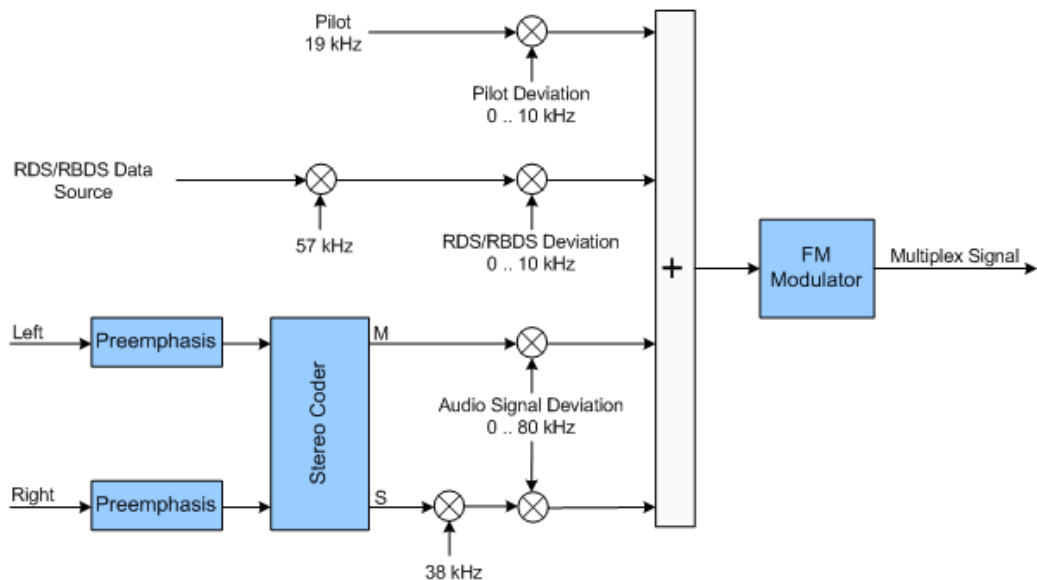 Pilot
19 kHz
Pilot Deviation
0 .. 10 kHz
RDS/RBDS Data
Source
57 kHz
RDS/RBDS Deviation
0 .. 10 kHz
+
FM
Modulator
Multiplex Signal
Left
Preemphasis
Stereo Coder
M
Audio Signal Deviation
0 .. 80 kHz
Right
Preemphasis
S
38 kHz